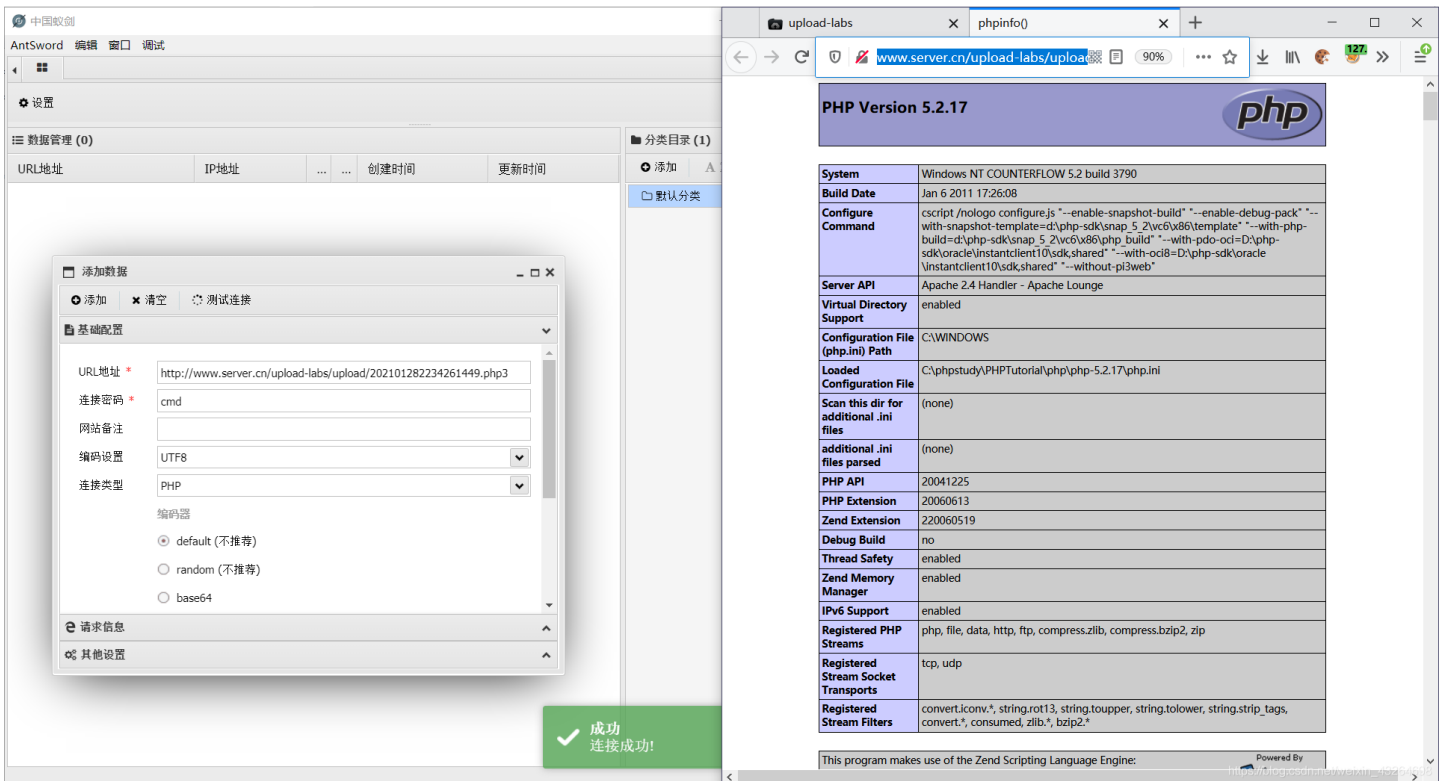 中国蚁剑
AntSword 编辑 窗口 调试
设置
数据管理 (0)
URL地址 IP地址 ... ... 创建时间 更新时间
分类目录 (1)
添加 A
默认分类
添加数据
添加 清空 测试连接
基础配置
URL地址 * http://www.server.cn/upload-labs/upload/202101282234261449.php3
连接密码 * cmd
网站备注
编码设置 UTF8
连接类型 PHP
编码器
default (不推荐)
random (不推荐)
base64
请求信息
其他设置
成功
连接成功!
upload-labs phpinfo()
www.server.cn/upload-labs/upload 90% 127.
PHP Version 5.2.17
php
System Windows NT COUNTERFLOW 5.2 build 3790
Build Date Jan 6 2011 17:26:08
Configure cscript /nologo configure.js "--enable-snapshot-build" "--enable-debug-pack" "--
Command with-snapshot-template=d:\php-sdk\snap_5_2\vc6\x86\template" "--with-php-
build=d:\php-sdk\snap_5_2\vc6\x86\php_build" "--with-pdo-oci=D:\php-
sdk\oracle\instantclient10\sdk,shared" "--with-oci8=D:\php-sdk\oracle
\instantclient10\sdk,shared" "--without-pi3web"
Server API Apache 2.4 Handler - Apache Lounge
Virtual Directory enabled
Support
Configuration File C:\WINDOWS
(php.ini) Path
Loaded C:\phpstudy\PHPTutorial\php\php-5.2.17\php.ini
Configuration File
Scan this dir for (none)
additional .ini
files
additional .ini (none)
files parsed
PHP API 20041225
PHP Extension 20060613
Zend Extension 220060519
Debug Build no
Thread Safety enabled
Zend Memory enabled
Manager
IPv6 Support enabled
Registered PHP php, file, data, http, ftp, compress.zlib, compress.bzip2, zip
Streams
Registered tcp, udp
Stream Socket
Transports
Registered convert.iconv.*, string.rot13, string.toupper, string.tolower, string.strip_tags,
Stream Filters convert.*, consumed, zlib.*, bzip2.*
This program makes use of the Zend Scripting Language Engine:
Powered By